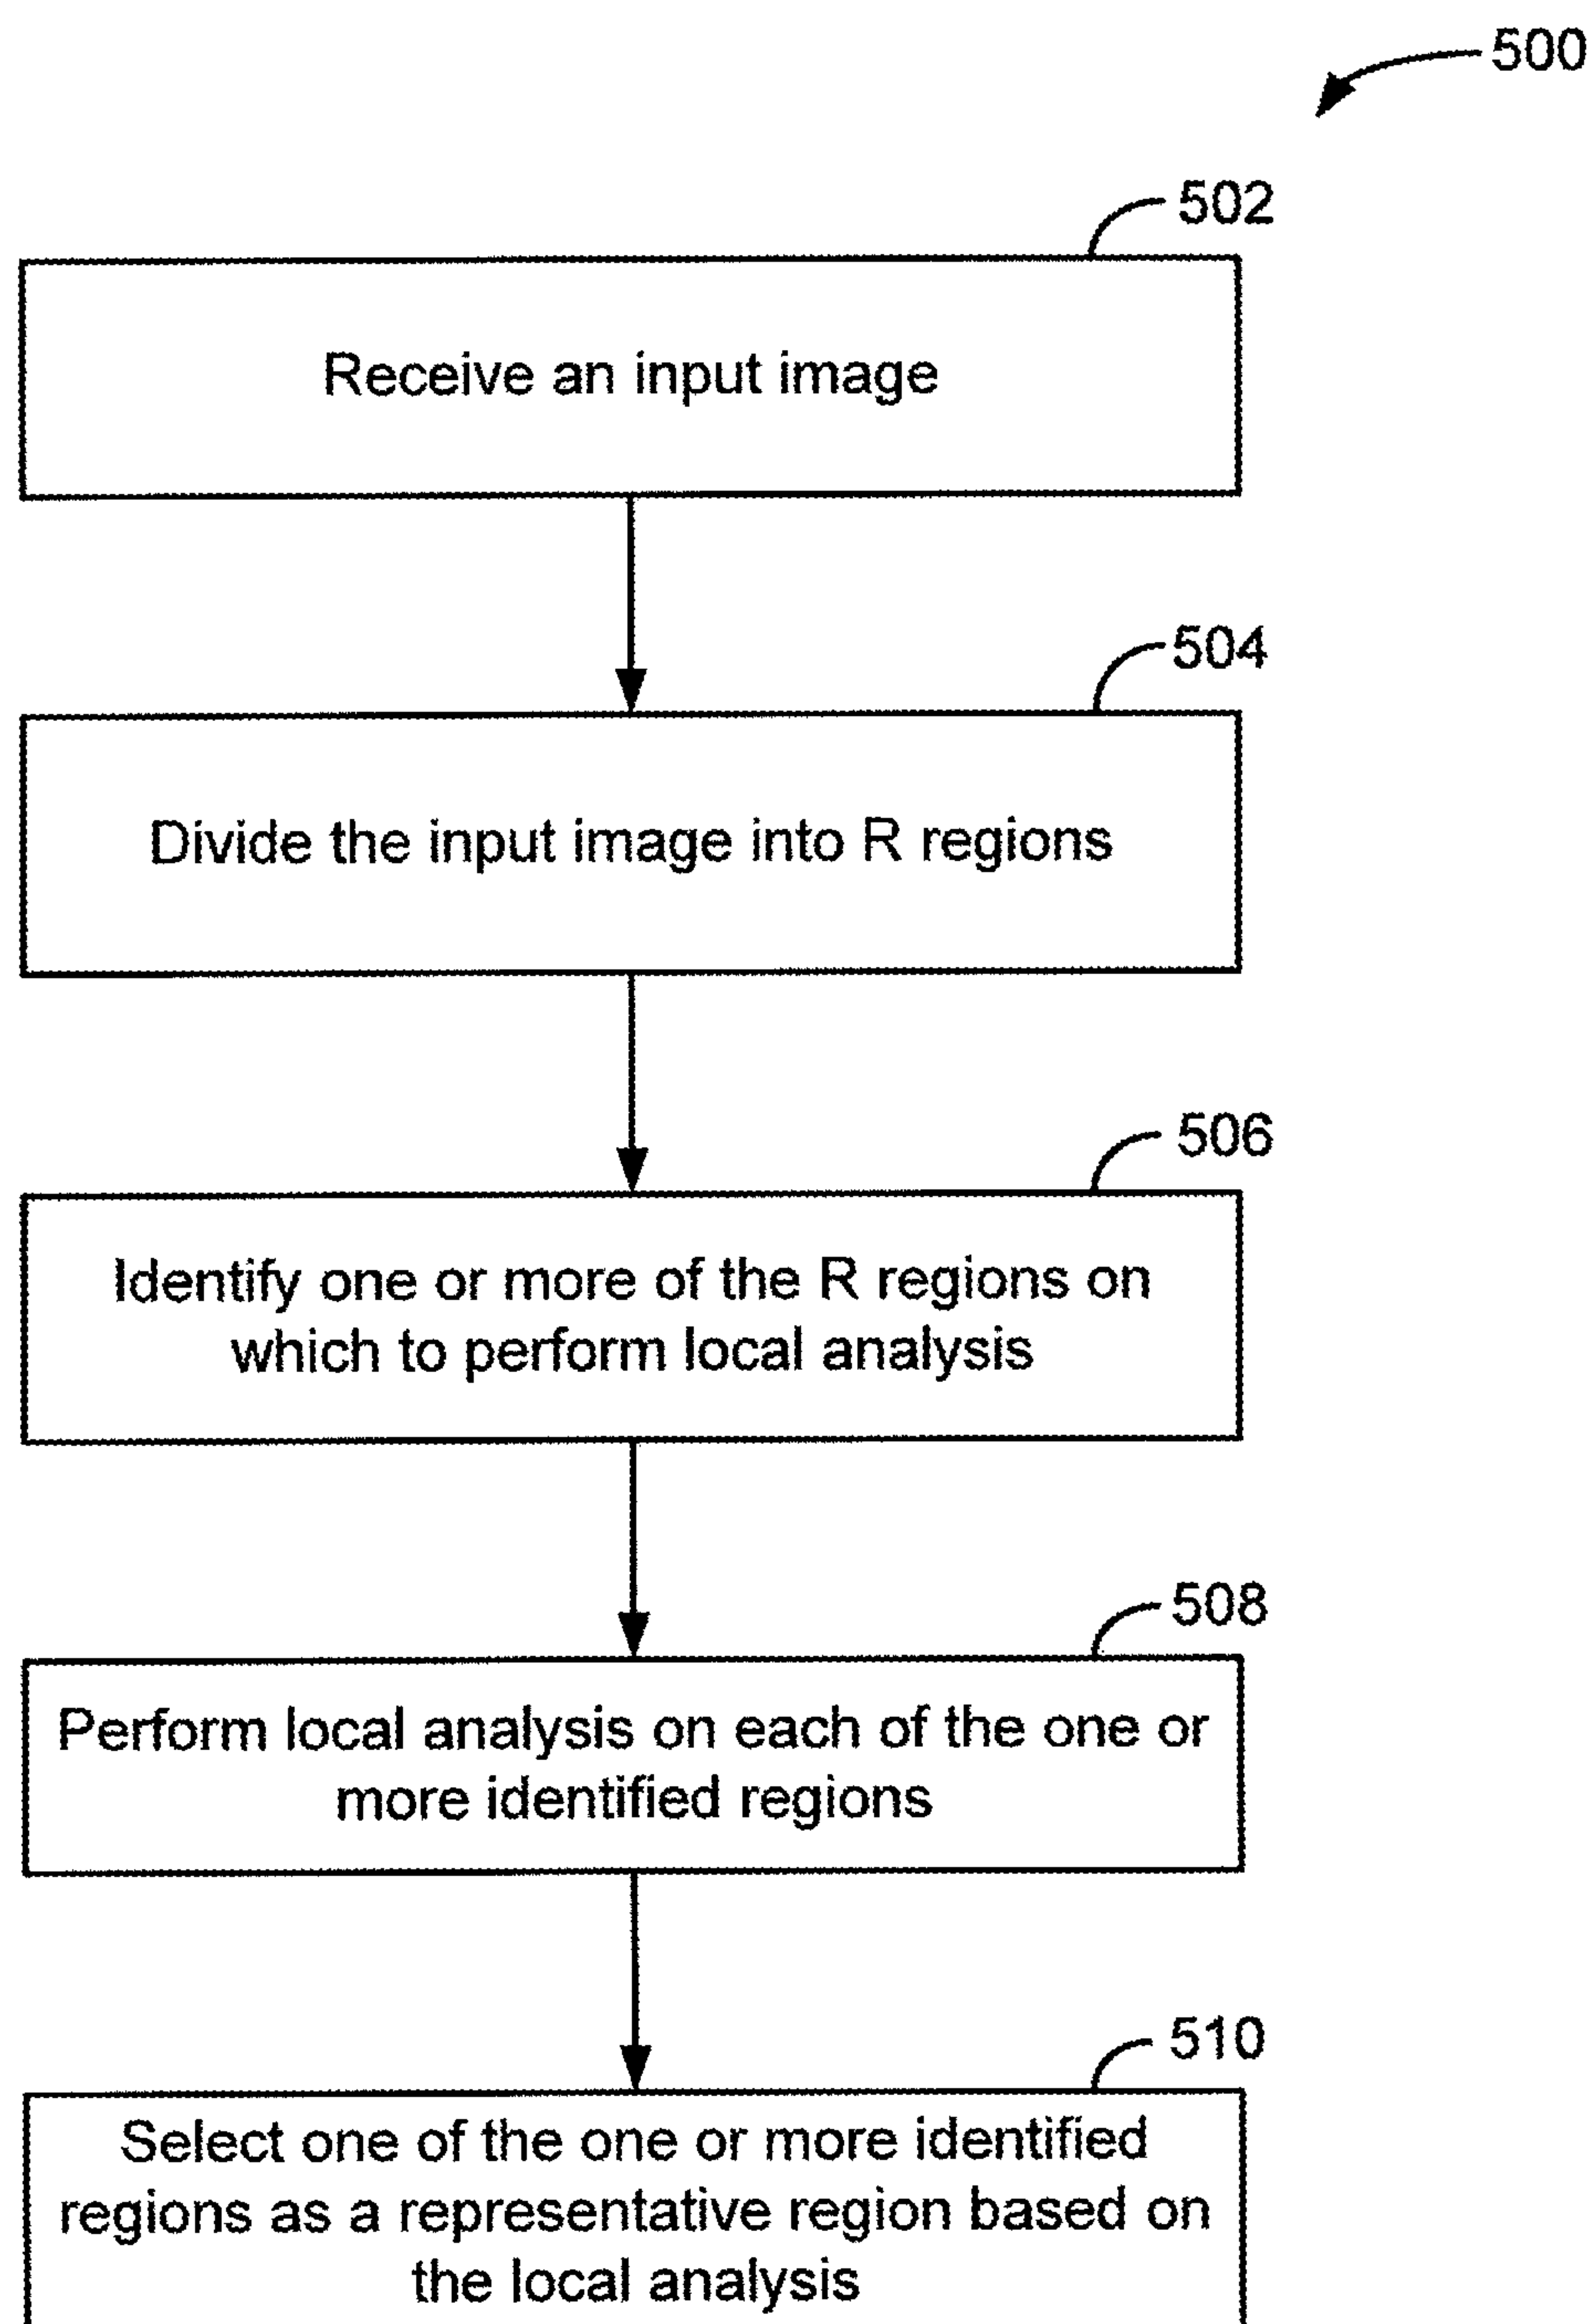 500
502
Receive an input image
504
Divide the input image into R regions
506
Identify one or more of the R regions on
which to perform local analysis
508
Perform local analysis on each of the one or
more identified regions
510
Select one of the one or more identified
regions as a representative region based on
the local analysis